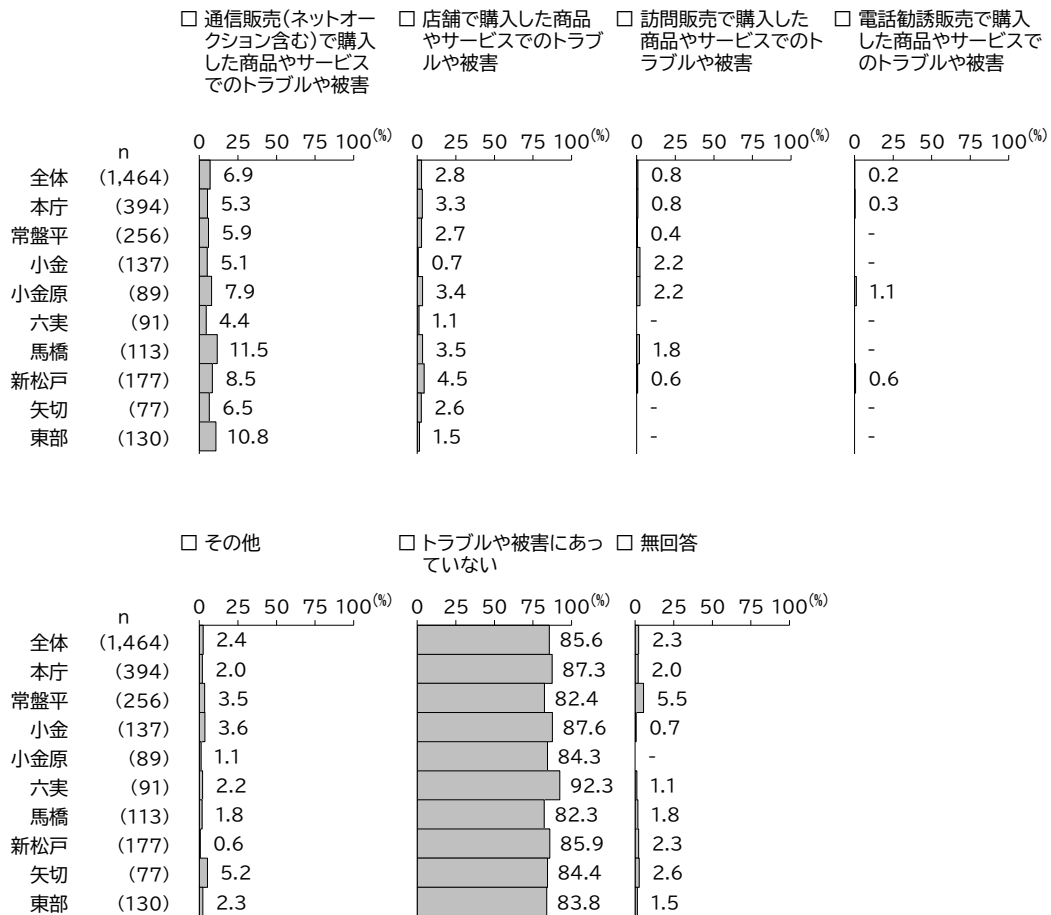 □ 通信販売(ネットオークション含む)で購入した商品やサービスでのトラブルや被害
□ 店舗で購入した商品やサービスでのトラブルや被害
□ 訪問販売で購入した商品やサービスでのトラブルや被害
□ 電話勧誘販売で購入した商品やサービスでのトラブルや被害
n 0 25 50 75 100(%) 0 25 50 75 100(%) 0 25 50 75 100(%) 0 25 50 75 100(%)
全体 (1,464) 6.9 2.8 0.8 0.2
本庁 (394) 5.3 3.3 0.8 0.3
常盤平 (256) 5.9 2.7 0.4 -
小金 (137) 5.1 0.7 2.2 -
小金原 (89) 7.9 3.4 2.2 1.1
六実 (91) 4.4 1.1 - -
馬橋 (113) 11.5 3.5 1.8 -
新松戸 (177) 8.5 4.5 0.6 0.6
矢切 (77) 6.5 2.6 - -
東部 (130) 10.8 1.5 - -
□ その他
□ トラブルや被害にあっていない
□ 無回答
n 0 25 50 75 100(%) 0 25 50 75 100(%) 0 25 50 75 100(%)
全体 (1,464) 2.4 85.6 2.3
本庁 (394) 2.0 87.3 2.0
常盤平 (256) 3.5 82.4 5.5
小金 (137) 3.6 87.6 0.7
小金原 (89) 1.1 84.3 -
六実 (91) 2.2 92.3 1.1
馬橋 (113) 1.8 82.3 1.8
新松戸 (177) 0.6 85.9 2.3
矢切 (77) 5.2 84.4 2.6
東部 (130) 2.3 83.8 1.5